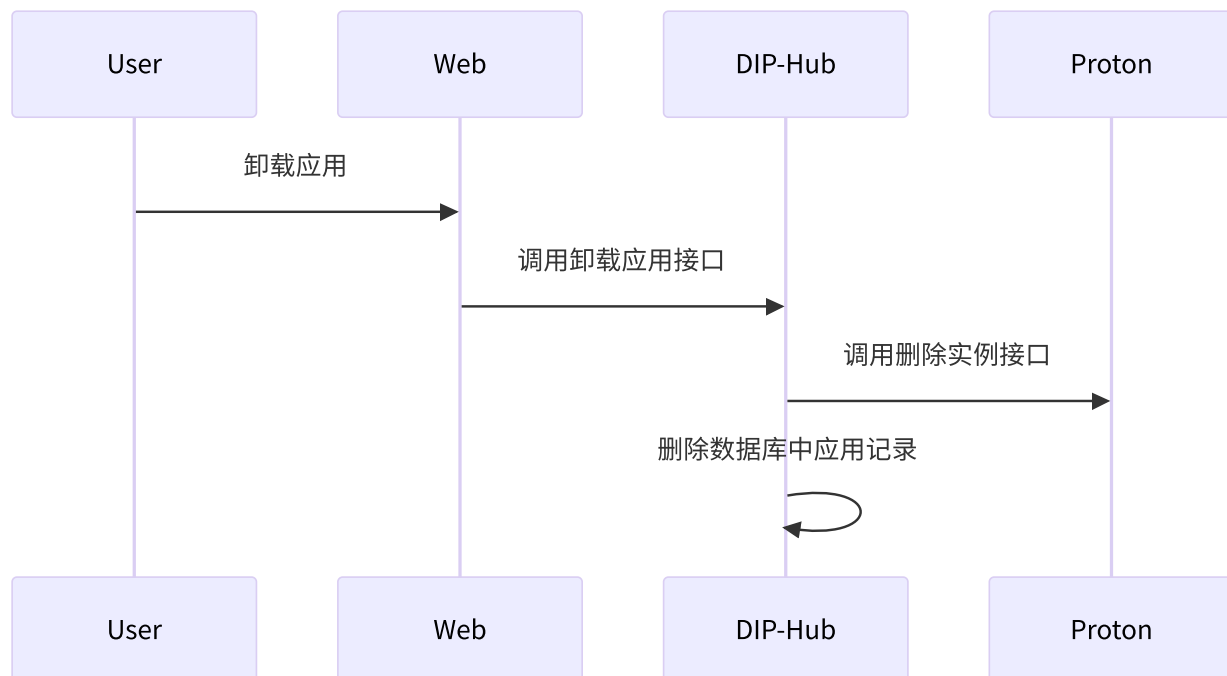 User
Web
DIP-Hub
Proton
卸载应用
调用卸载应用接口
调用删除实例接口
删除数据库中应用记录
User
Web
DIP-Hub
Proton